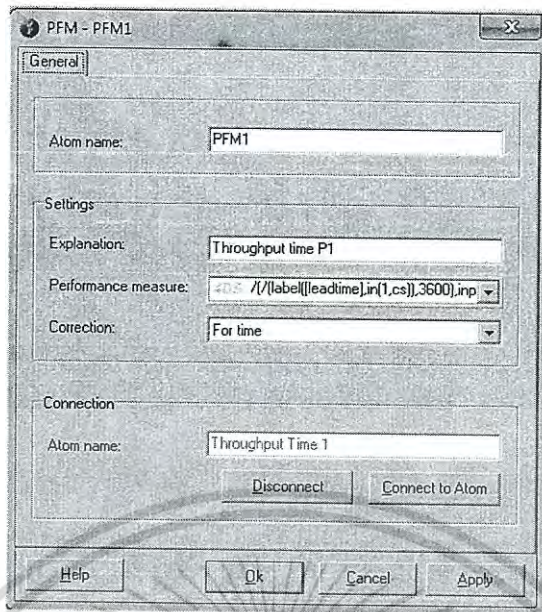 PFM - PFM1
General
Atom name: PFM1
Settings
Explanation: Throughput time P1
Performance measure: 4DS /(/(label([leadtime],in(1,cs)),3600),inp
Correction: For time
Connection
Atom name: Throughput Time 1
Disconnect Connect to Atom
Help Ok Cancel Apply